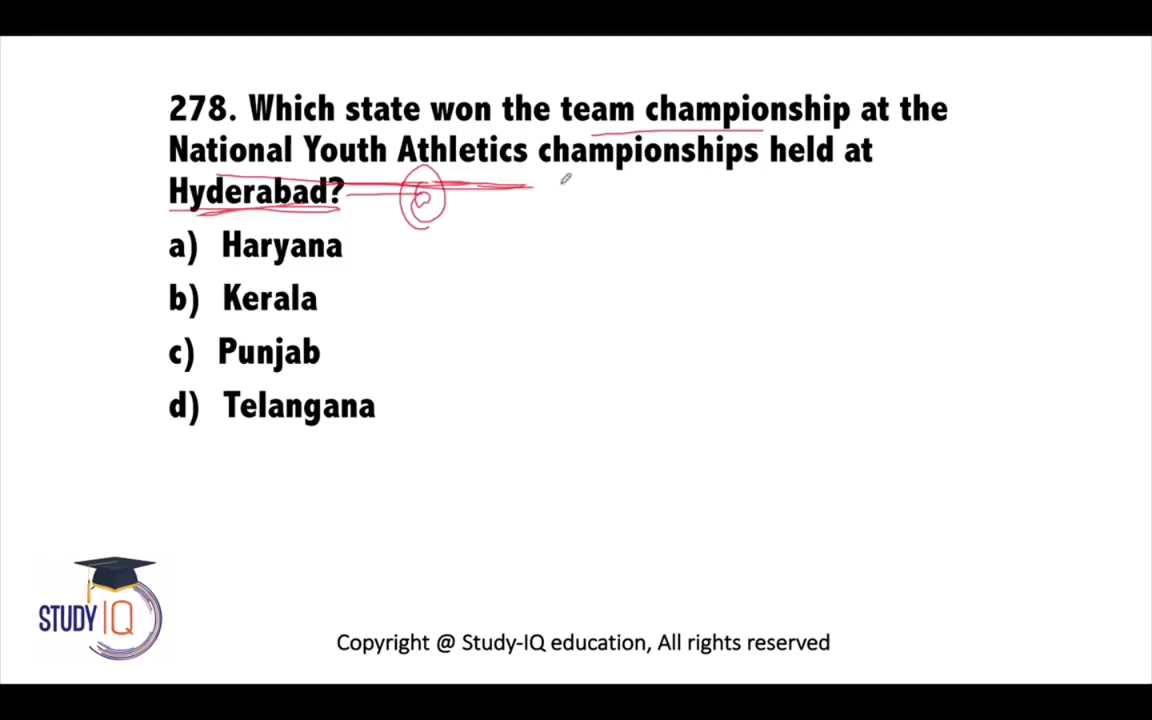 278. Which state won the team championship at the
National Youth Athletics championships held at
Hyderabad?
a) Haryana
b) Kerala
c) Punjab
d) Telangana
STUDY IQ
Copyright @ Study-IQ education, All rights reserved